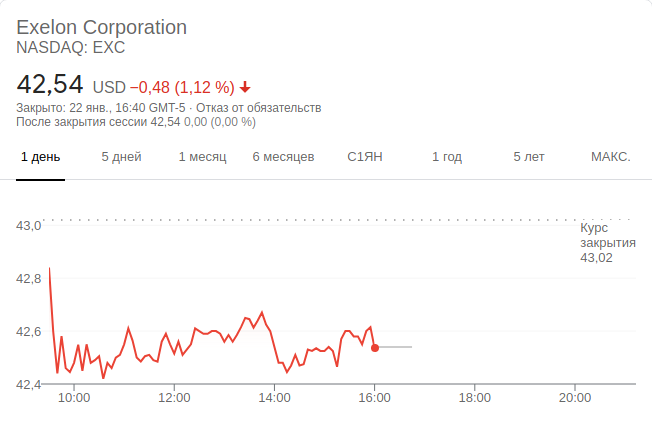 Exelon Corporation
NASDAQ: EXC
42,54 USD −0,48 (1,12 %)
Закрыто: 22 янв., 16:40 GMT-5 · Отказ от обязательств
После закрытия сессии 42,54 0,00 (0,00 %)
1 день 5 дней 1 месяц 6 месяцев С1ЯН 1 год 5 лет МАКС.
43,0
Курс
закрытия
43,02
42,8
42,6
42,4
10:00 12:00 14:00 16:00 18:00 20:00